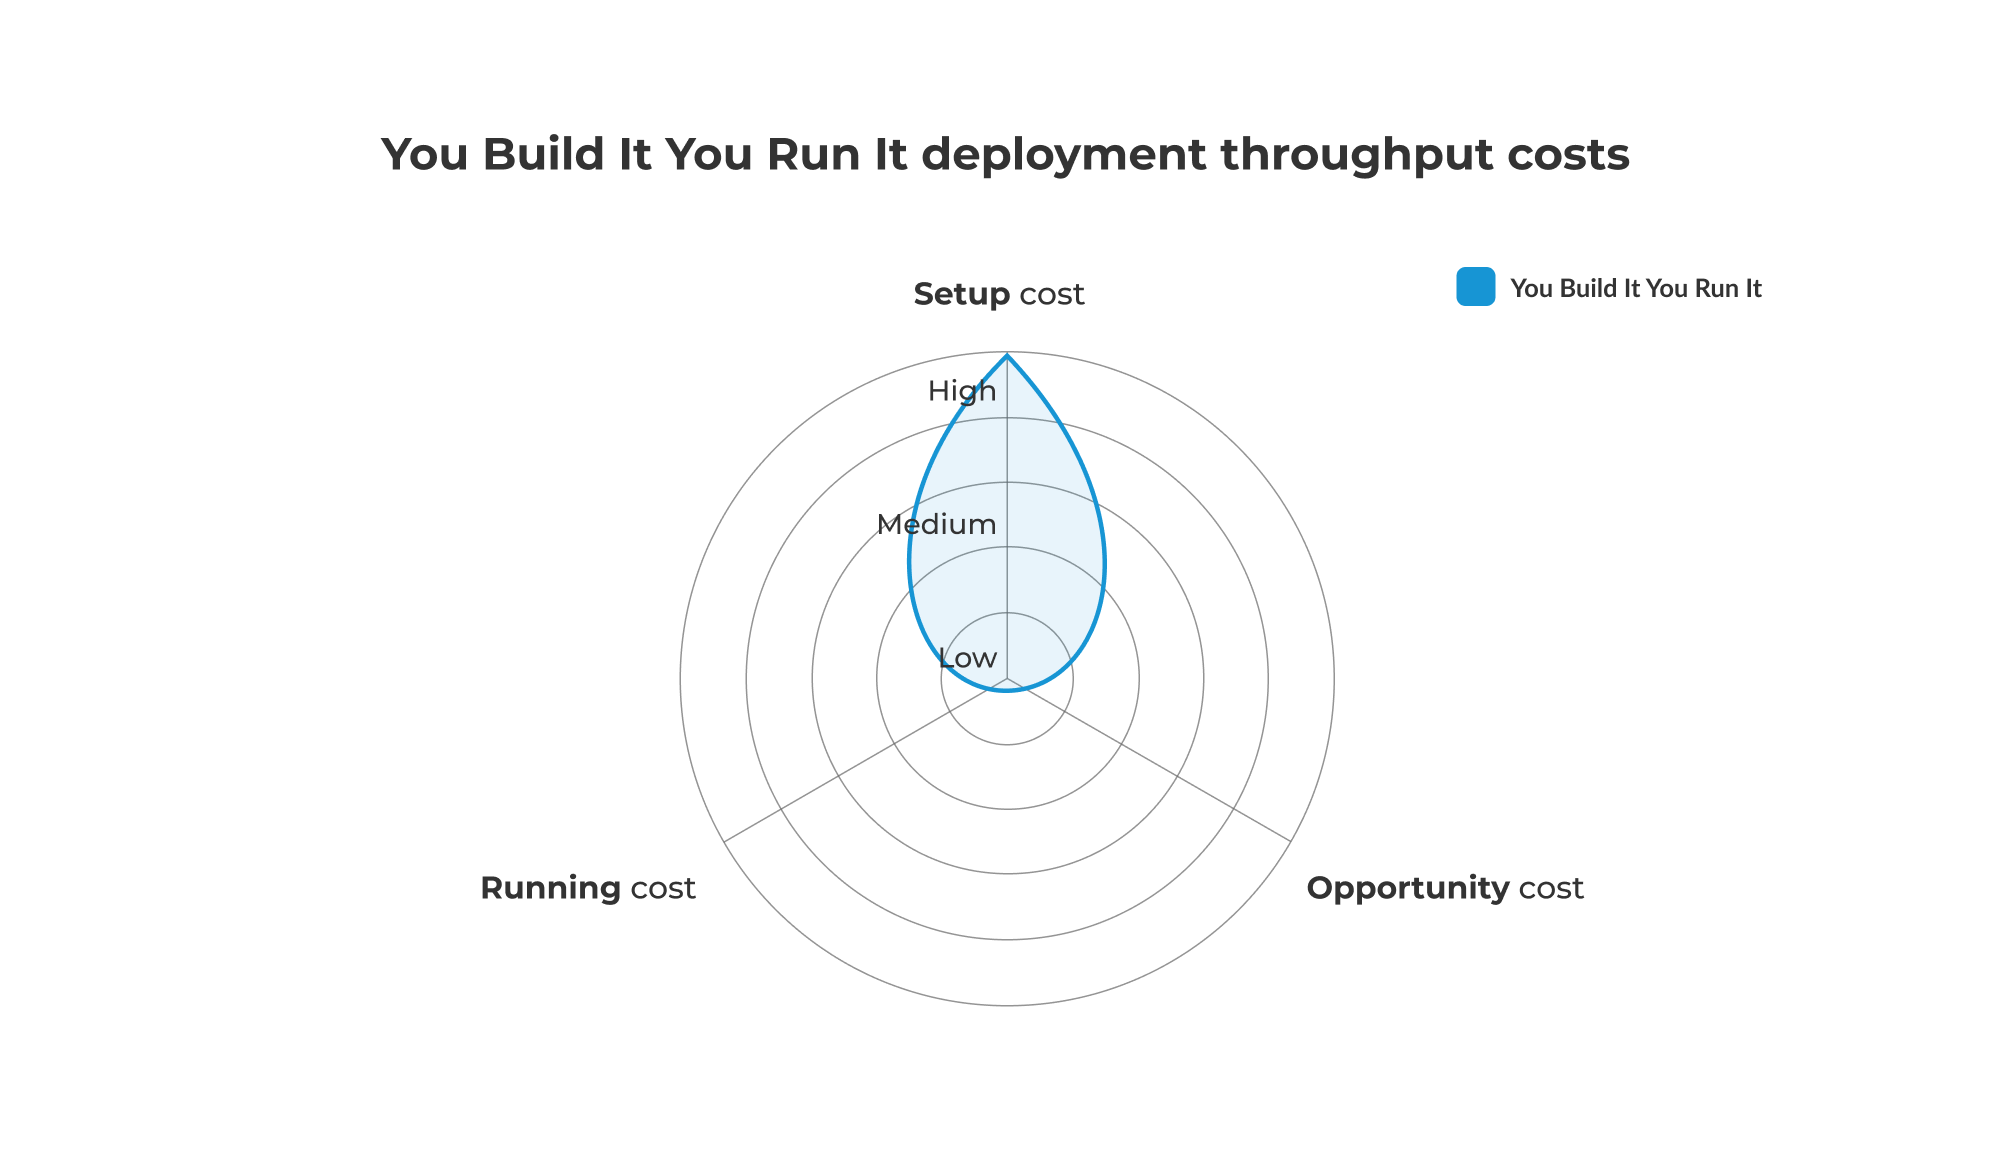 You Build It You Run It deployment throughput costs
Setup cost
You Build It You Run It
High
Medium
Low
Running cost
Opportunity cost